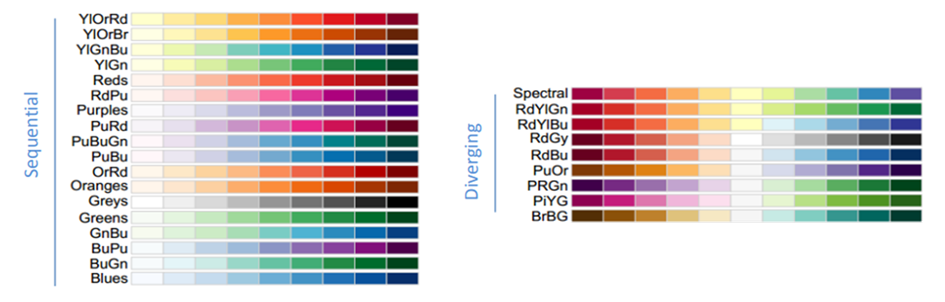 Sequential
YlOrRd
YlOrBr
YlGnBu
YlGn
Reds
RdPu
Purples
PuRd
PuBuGn
PuBu
OrRd
Oranges
Greys
Greens
GnBu
BuPu
BuGn
Blues
Diverging
Spectral
RdYlGn
RdYlBu
RdGy
RdBu
PuOr
PRGn
PiYG
BrBG